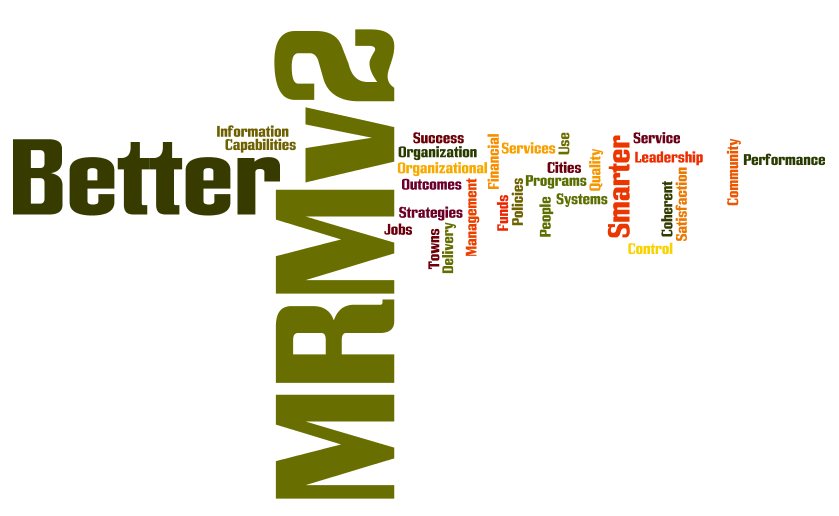 Better
Information
Capabilities
MRMv2
Success
Organization
Organizational
Outcomes
Strategies
Jobs
Towns
Delivery
Management
Financial
Services
Use
Funds
Policies
Cities
Programs
Quality
People
Systems
Smarter
Service
Leadership
Coherent
Satisfaction
Control
Community
Performance